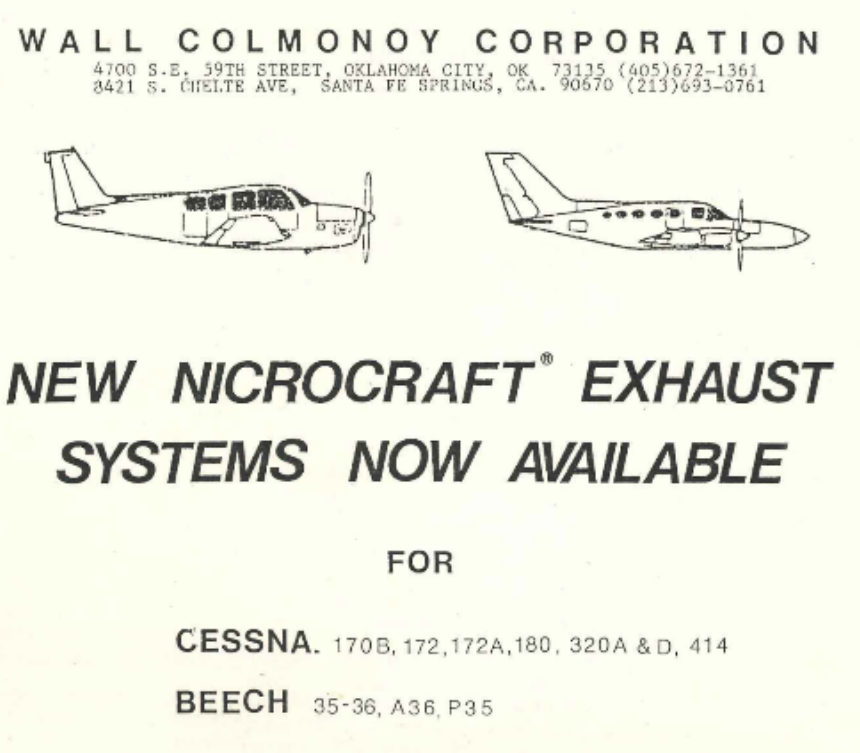 WALL COLMONOY CORPORATION
4700 S.E. 59TH STREET, OKLAHOMA CITY, OK 73135 (405)672-1361
8421 S. CHELTE AVE, SANTA FE SPRINGS, CA. 90670 (213)693-0761
NEW NICROCRAFT® EXHAUST
SYSTEMS NOW AVAILABLE
FOR
CESSNA. 170B, 172, 172A, 180, 320A & D, 414
BEECH 35-36, A36, P35